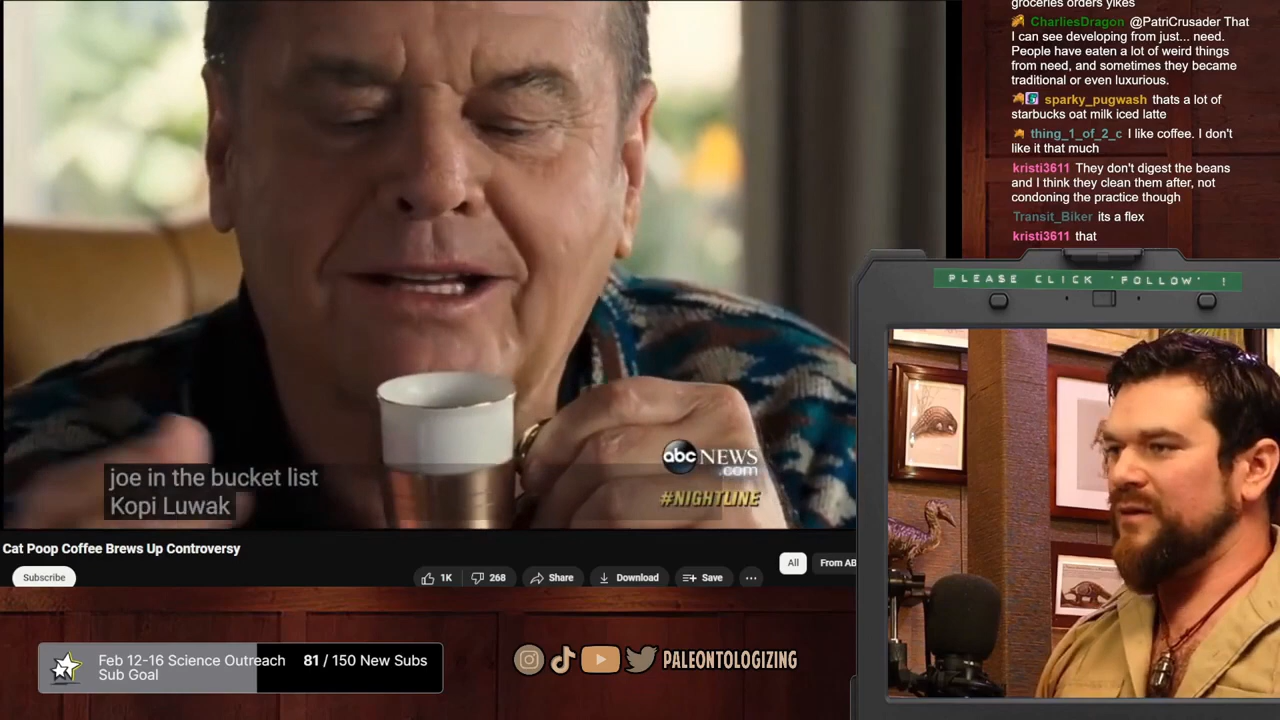 groceries orders yikes
CharliesDragon @PatriCrusader That
I can see developing from just... need.
People have eaten a lot of weird things
from need, and sometimes they became
traditional or even luxurious.
sparky_pugwash thats a lot of
starbucks oat milk iced latte
thing_1_of_2_c I like coffee. I don't
like it that much
kristi3611 They don't digest the beans
and I think they clean them after, not
condoning the practice though
Transit_Biker its a flex
kristi3611 that
PLEASE CLICK 'FOLLOW' !
abc NEWS
.com
#NIGHTLINE
joe in the bucket list
Kopi Luwak
Cat Poop Coffee Brews Up Controversy
Subscribe
1K
268
Share
Download
Save
...
All
From AB
Feb 12-16 Science Outreach
Sub Goal
81 / 150 New Subs
PALEONTOLOGIZING